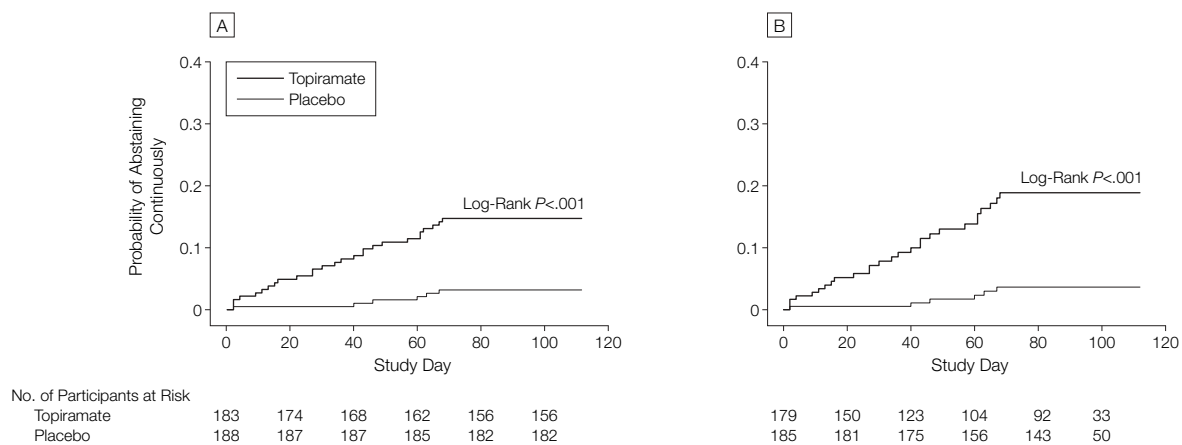 A
B
Probability of Abstaining
Continuously
0.4
0.3
0.2
0.1
0
Topiramate
Placebo
Log-Rank P<.001
0 20 40 60 80 100 120
Study Day
0.4
0.3
0.2
0.1
0
Log-Rank P<.001
0 20 40 60 80 100 120
Study Day
No. of Participants at Risk
Topiramate 183 174 168 162 156 156 179 150 123 104 92 33
Placebo 188 187 187 185 182 182 185 181 175 156 143 50